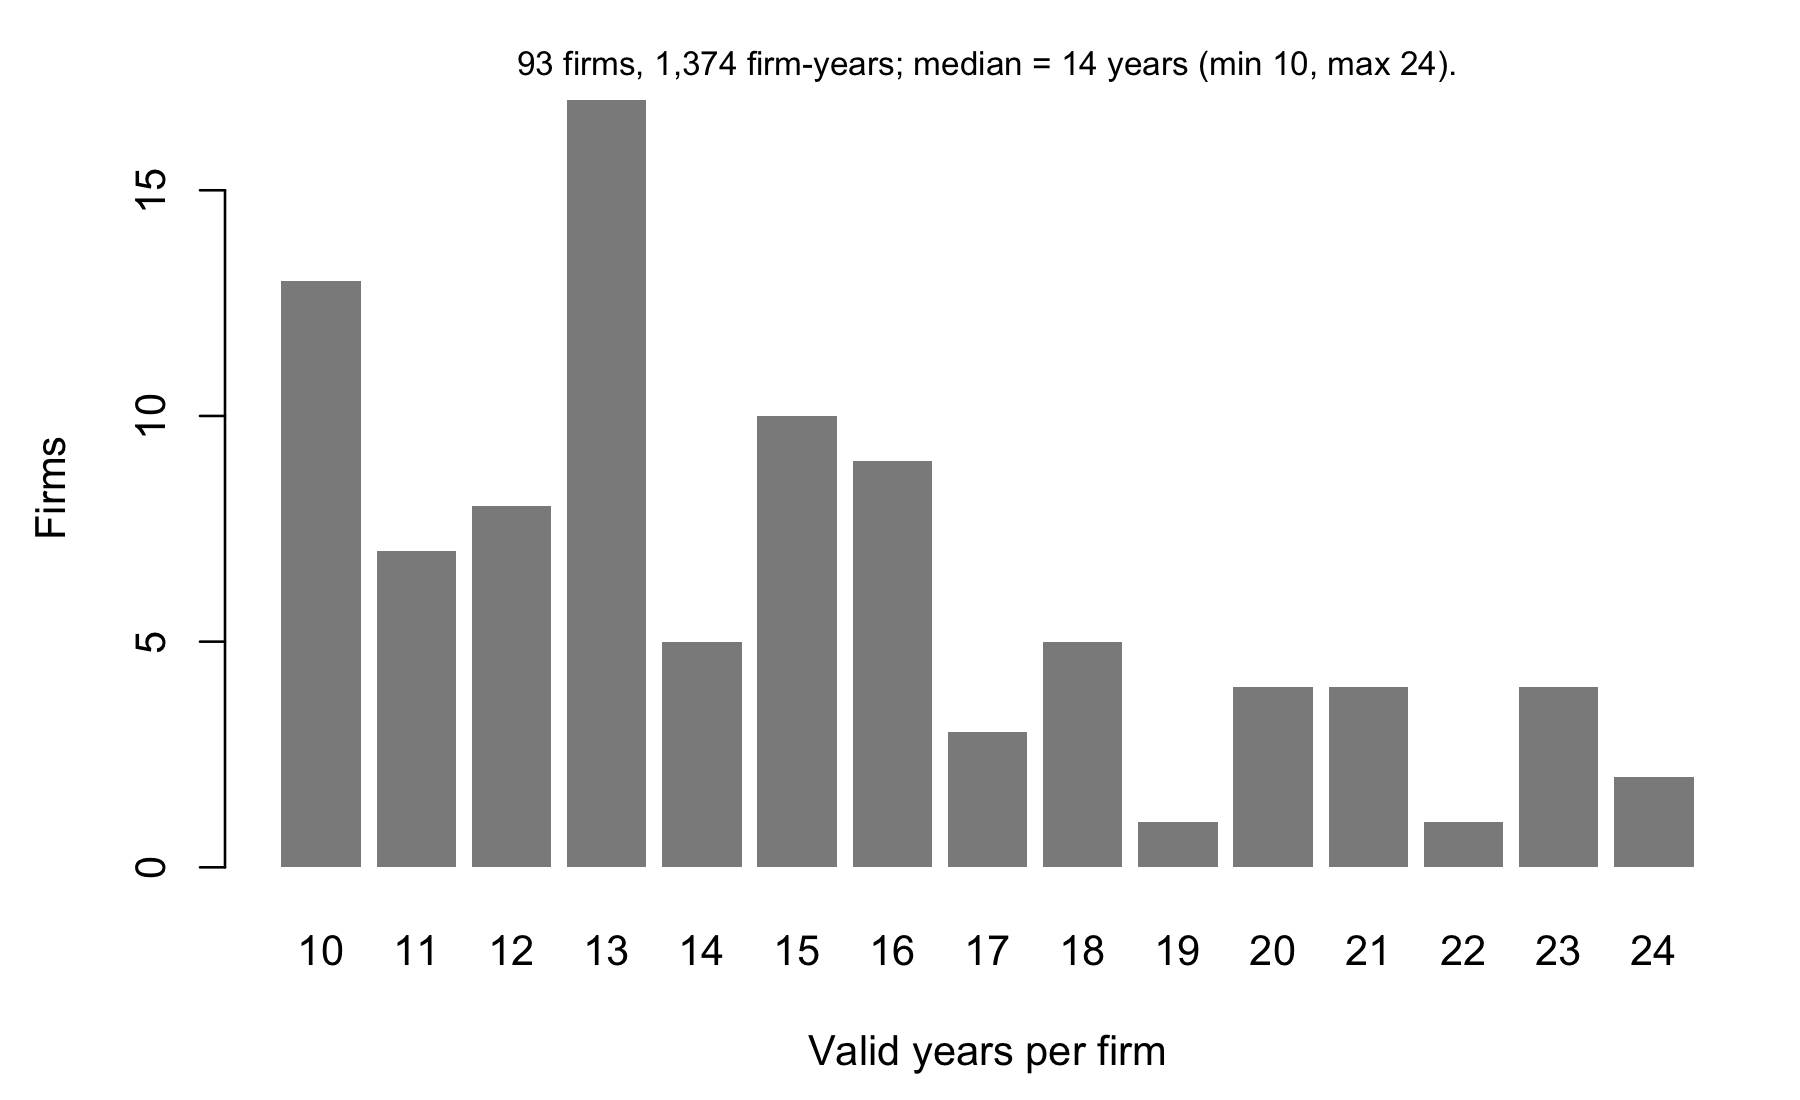 93 firms, 1,374 firm-years; median = 14 years (min 10, max 24).
15
10
5
0
Firms
10 11 12 13 14 15 16 17 18 19 20 21 22 23 24
Valid years per firm